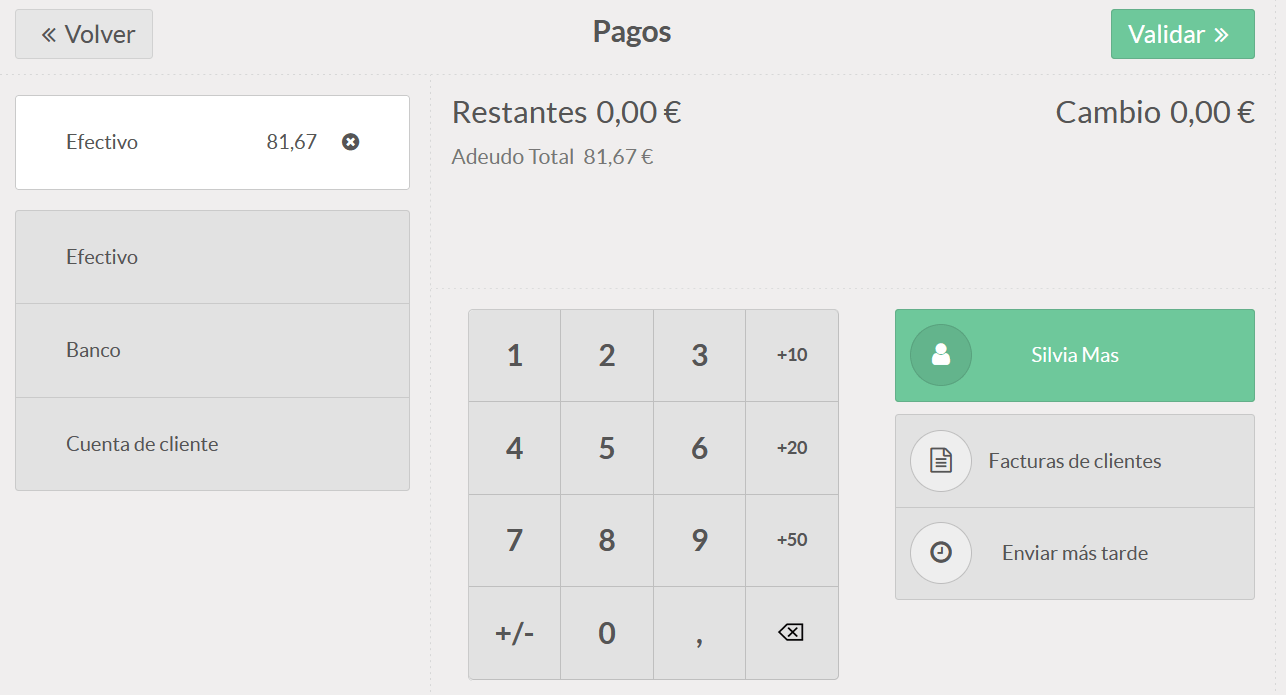 « Volver
Pagos
Validar »
Efectivo 81,67
Efectivo
Banco
Cuenta de cliente
Restantes 0,00 €
Cambio 0,00 €
Adeudo Total 81,67 €
1 2 3 +10
4 5 6 +20
7 8 9 +50
+/- 0 ,
Silvia Mas
Facturas de clientes
Enviar más tarde